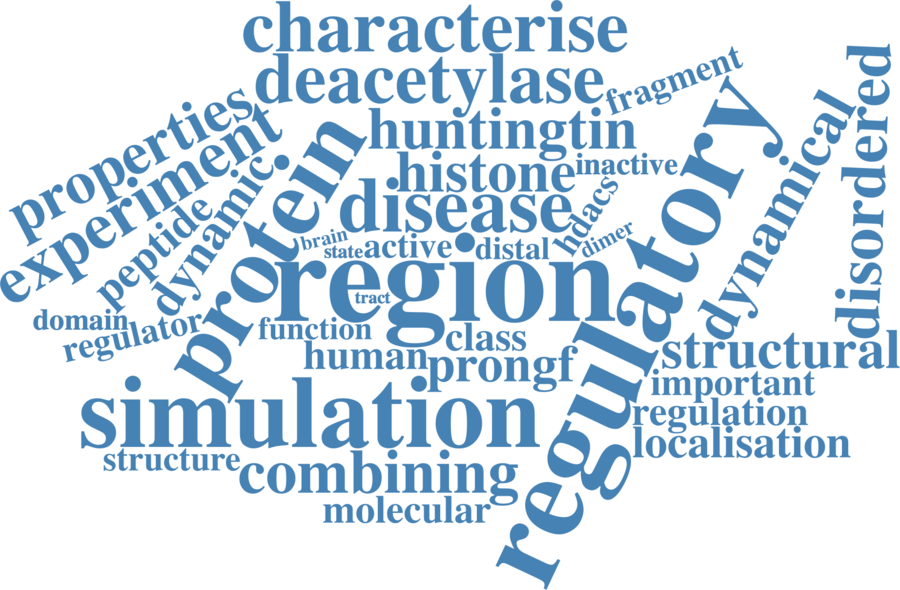 characterise
deacetylase
fragment
properties
huntingtin
experiment
histone
inactive
disordered
dynamical
regulatory
protein
disease
hdacs
peptide
dynamic
brain
state
active
distal
dimer
region
tract
domain
regulator
function
class
human
prongf
structural
important
simulation
regulation
localisation
structure
combining
molecular